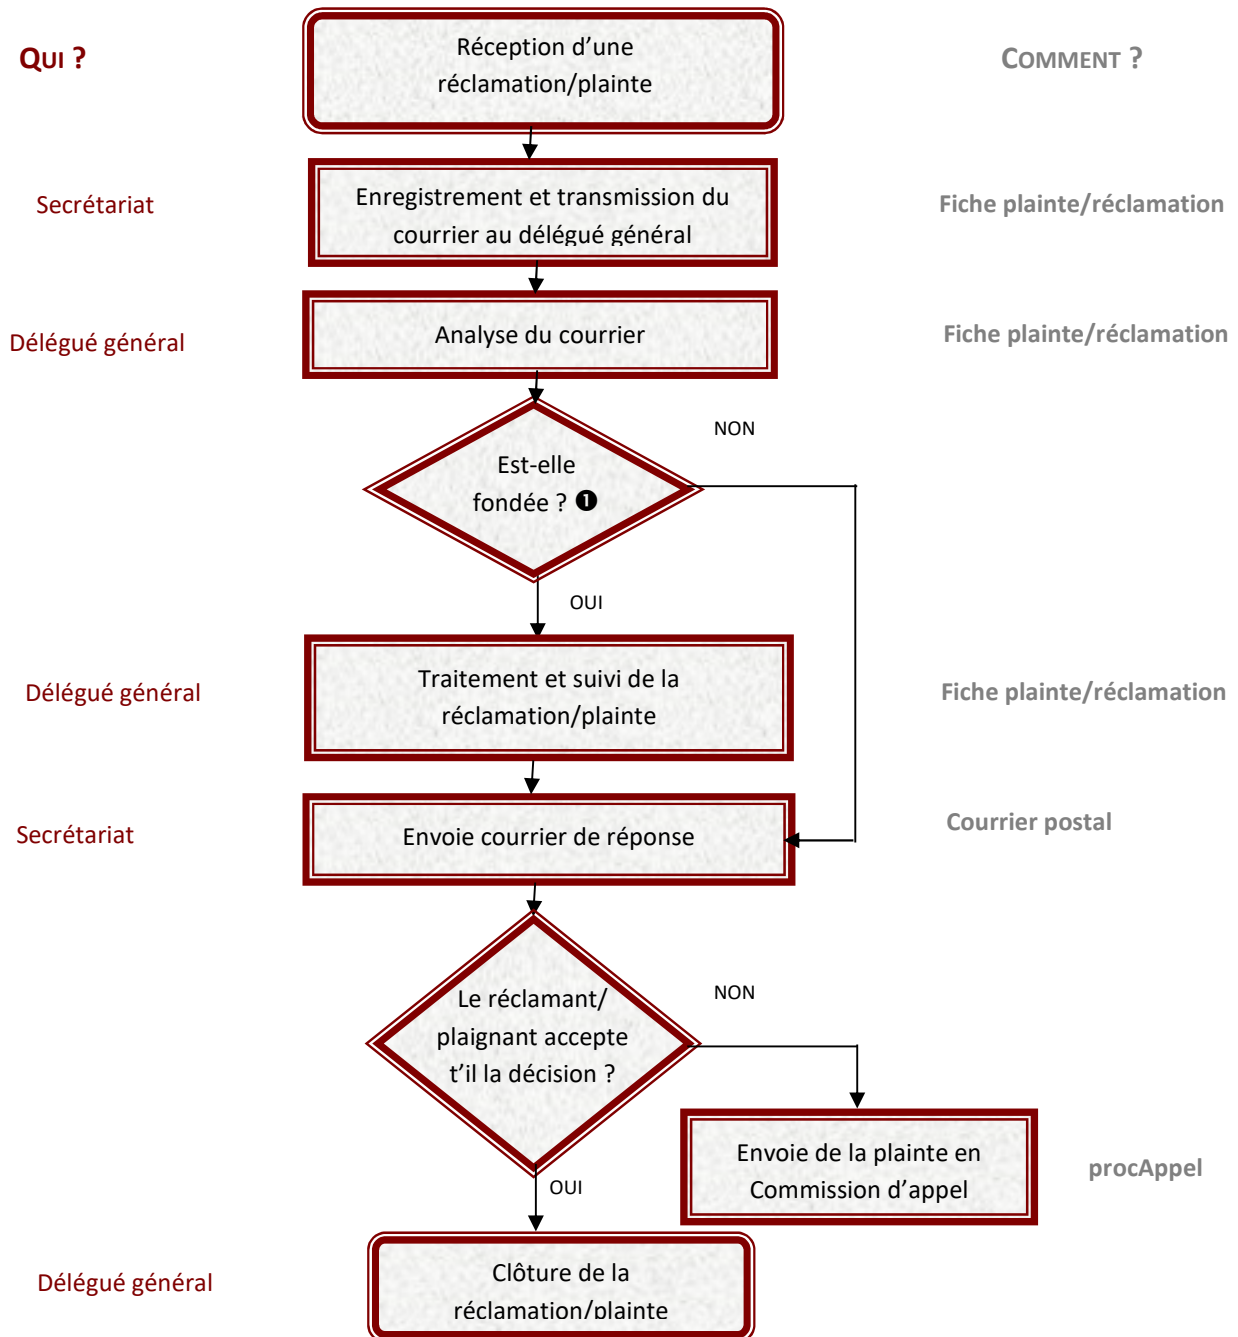 QUI ?
Réception d’une
réclamation/plainte
COMMENT ?
Secrétariat
Enregistrement et transmission du
courrier au délégué général
Fiche plainte/réclamation
Délégué général
Analyse du courrier
Fiche plainte/réclamation
NON
Est-elle
fondée ? ❶
OUI
Délégué général
Traitement et suivi de la
réclamation/plainte
Fiche plainte/réclamation
Secrétariat
Envoie courrier de réponse
Courrier postal
NON
Le réclamant/
plaignant accepte
t’il la décision ?
Envoie de la plainte en
Commission d’appel
procAppel
OUI
Délégué général
Clôture de la
réclamation/plainte